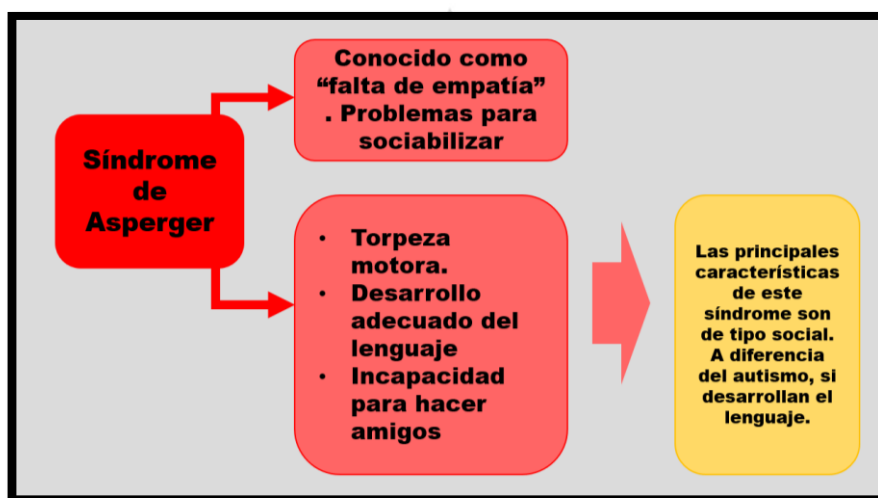 Síndrome
de
Asperger
Conocido como
“falta de empatía”
. Problemas para
sociabilizar
• Torpeza
motora.
• Desarrollo
adecuado del
lenguaje
• Incapacidad
para hacer
amigos
Las principales
características
de este
síndrome son
de tipo social.
A diferencia
del autismo, si
desarrollan el
lenguaje.